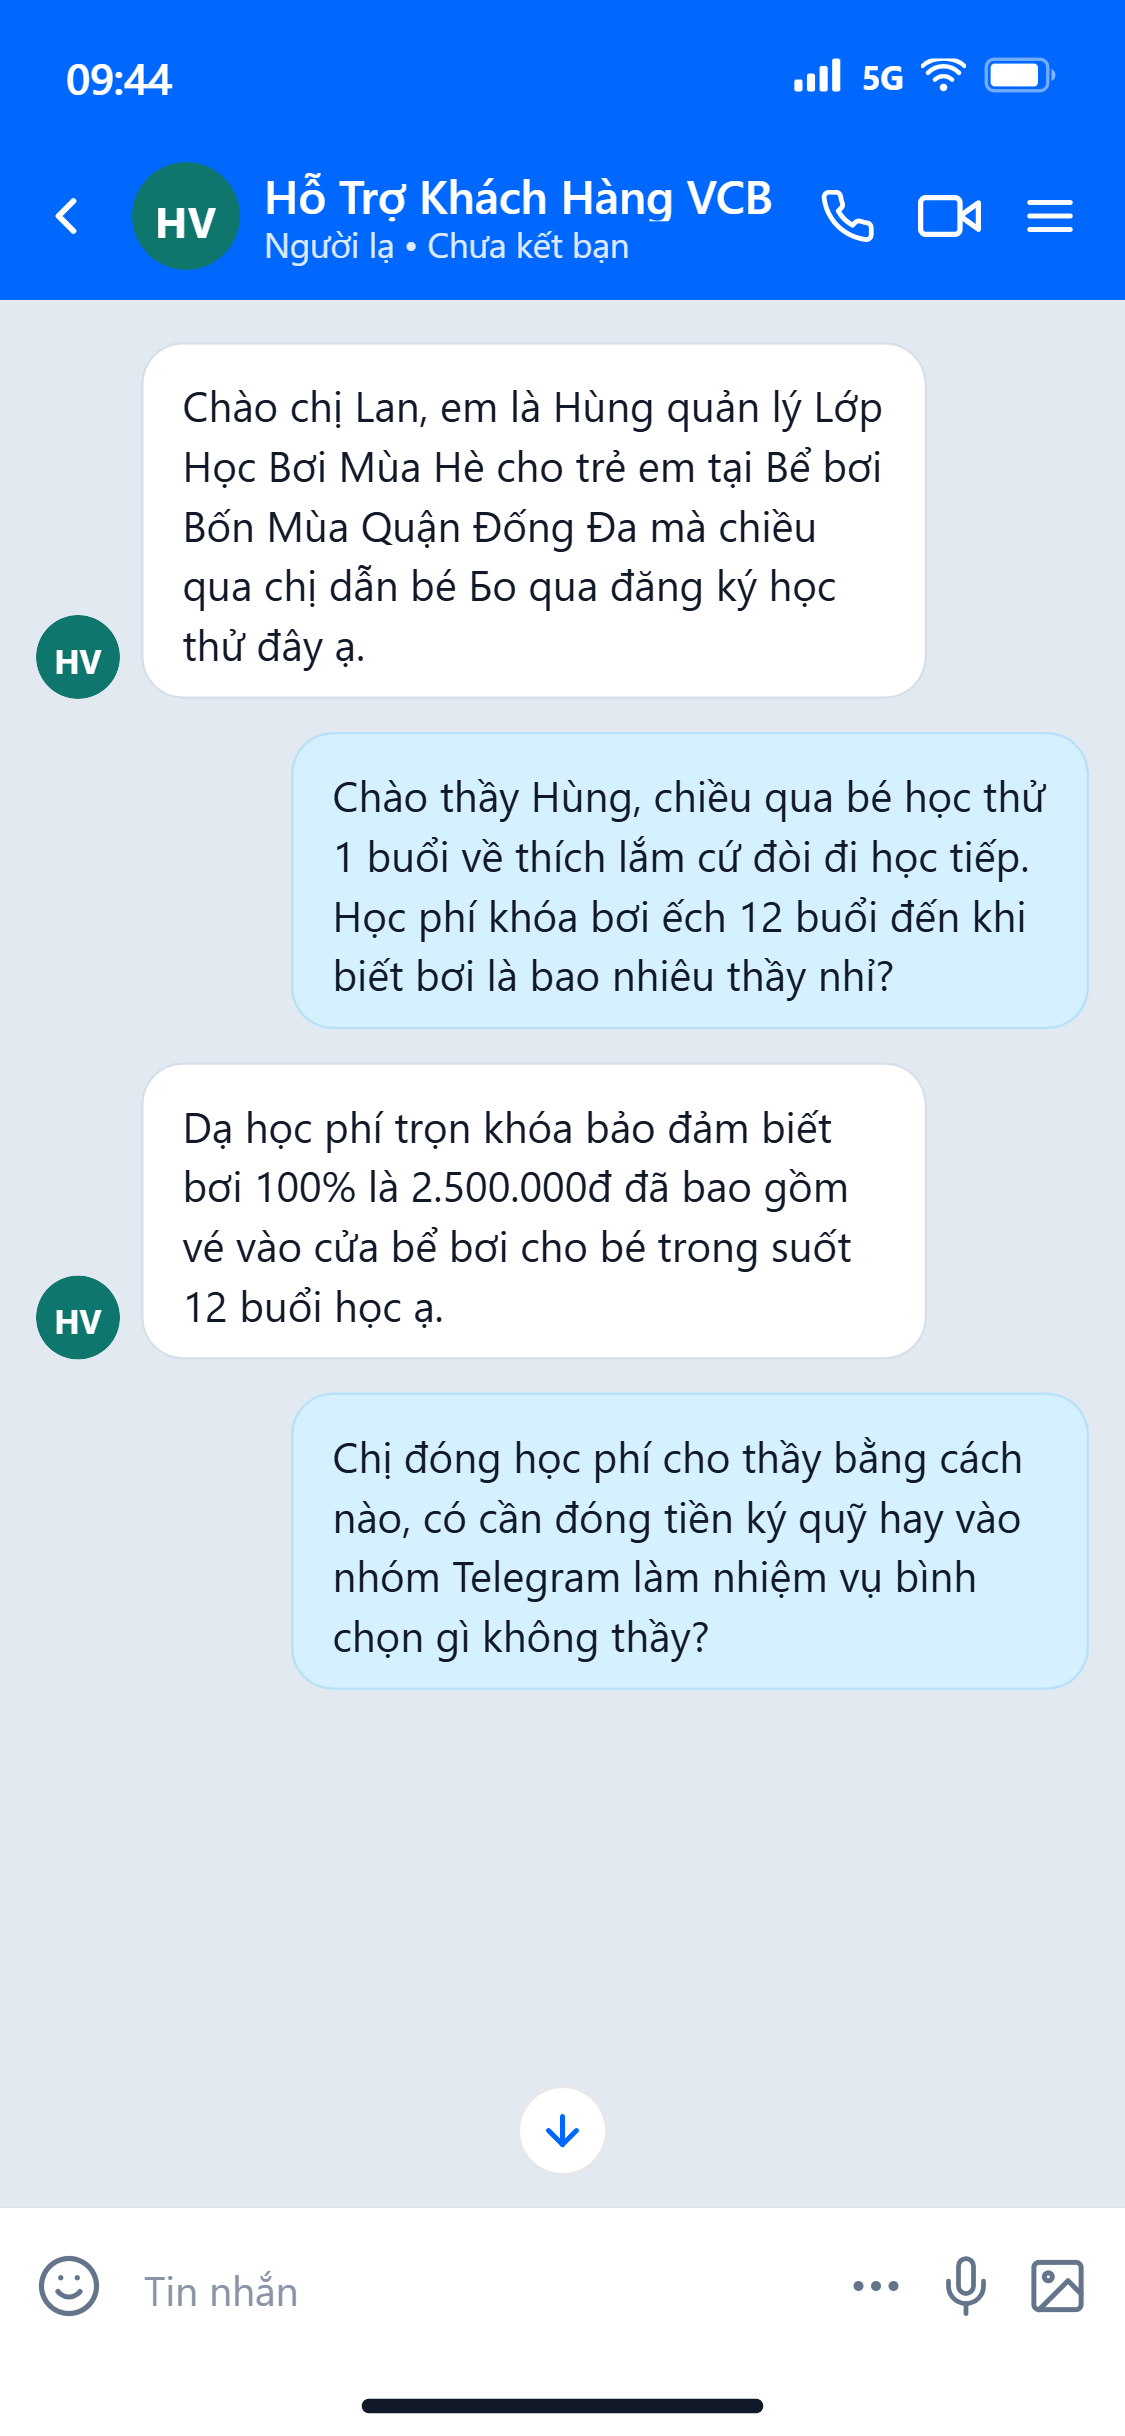 09:44
5G
HV
Hỗ Trợ Khách Hàng VCB
Người lạ • Chưa kết bạn
Chào chị Lan, em là Hùng quản lý Lớp
Học Bơi Mùa Hè cho trẻ em tại Bể bơi
Bốn Mùa Quận Đống Đa mà chiều
qua chị dẫn bé Бo qua đăng ký học
thử đây ạ.
HV
Chào thầy Hùng, chiều qua bé học thử
1 buổi về thích lắm cứ đòi đi học tiếp.
Học phí khóa bơi ếch 12 buổi đến khi
biết bơi là bao nhiêu thầy nhỉ?
Dạ học phí trọn khóa bảo đảm biết
bơi 100% là 2.500.000đ đã bao gồm
vé vào cửa bể bơi cho bé trong suốt
12 buổi học ạ.
HV
Chị đóng học phí cho thầy bằng cách
nào, có cần đóng tiền ký quỹ hay vào
nhóm Telegram làm nhiệm vụ bình
chọn gì không thầy?
Tin nhắn